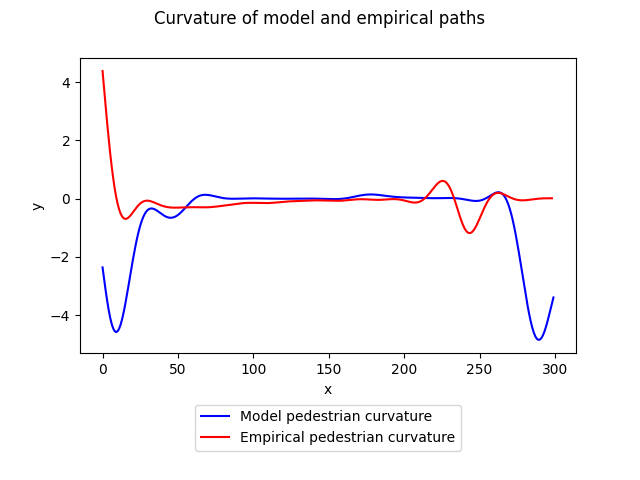 Curvature of model and empirical paths
4
2
0
−2
−4
y
0 50 100 150 200 250 300
x
Model pedestrian curvature
Empirical pedestrian curvature